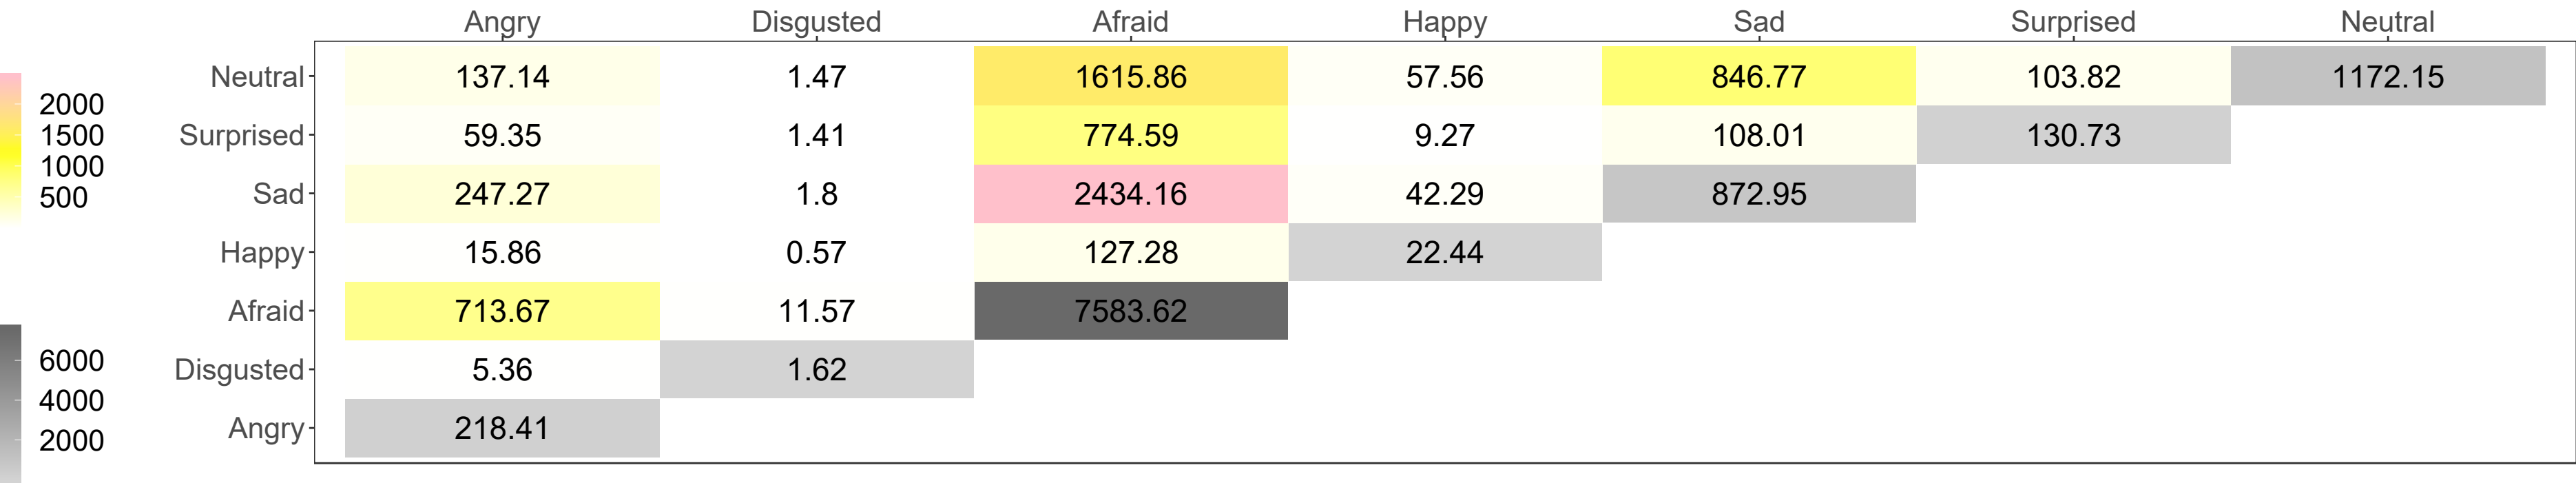 Angry Disgusted Afraid Happy Sad Surprised Neutral
Neutral 137.14 1.47 1615.86 57.56 846.77 103.82 1172.15
Surprised 59.35 1.41 774.59 9.27 108.01 130.73
Sad 247.27 1.8 2434.16 42.29 872.95
Happy 15.86 0.57 127.28 22.44
Afraid 713.67 11.57 7583.62
Disgusted 5.36 1.62
Angry 218.41
2000
1500
1000
500
6000
4000
2000